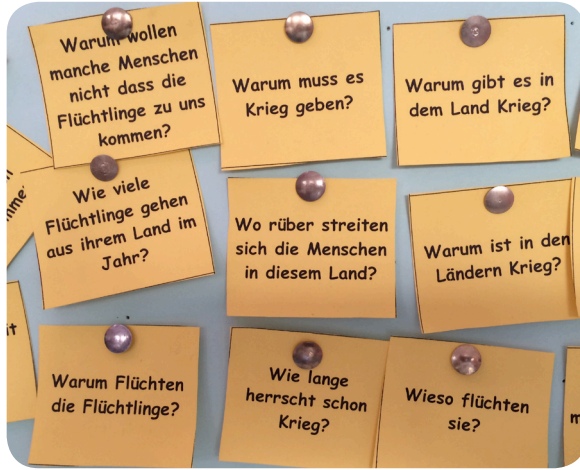 Warum wollen
manche Menschen
nicht dass die
Flüchtlinge zu uns
kommen?
Warum muss es
Krieg geben?
Warum gibt es in
dem Land Krieg?
Wie viele
Flüchtlinge gehen
aus ihrem Land im
Jahr?
Wo rüber streiten
sich die Menschen
in diesem Land?
Warum ist in den
Ländern Krieg?
Warum Flüchten
die Flüchtlinge?
Wie lange
herrscht schon
Krieg?
Wieso flüchten
sie?